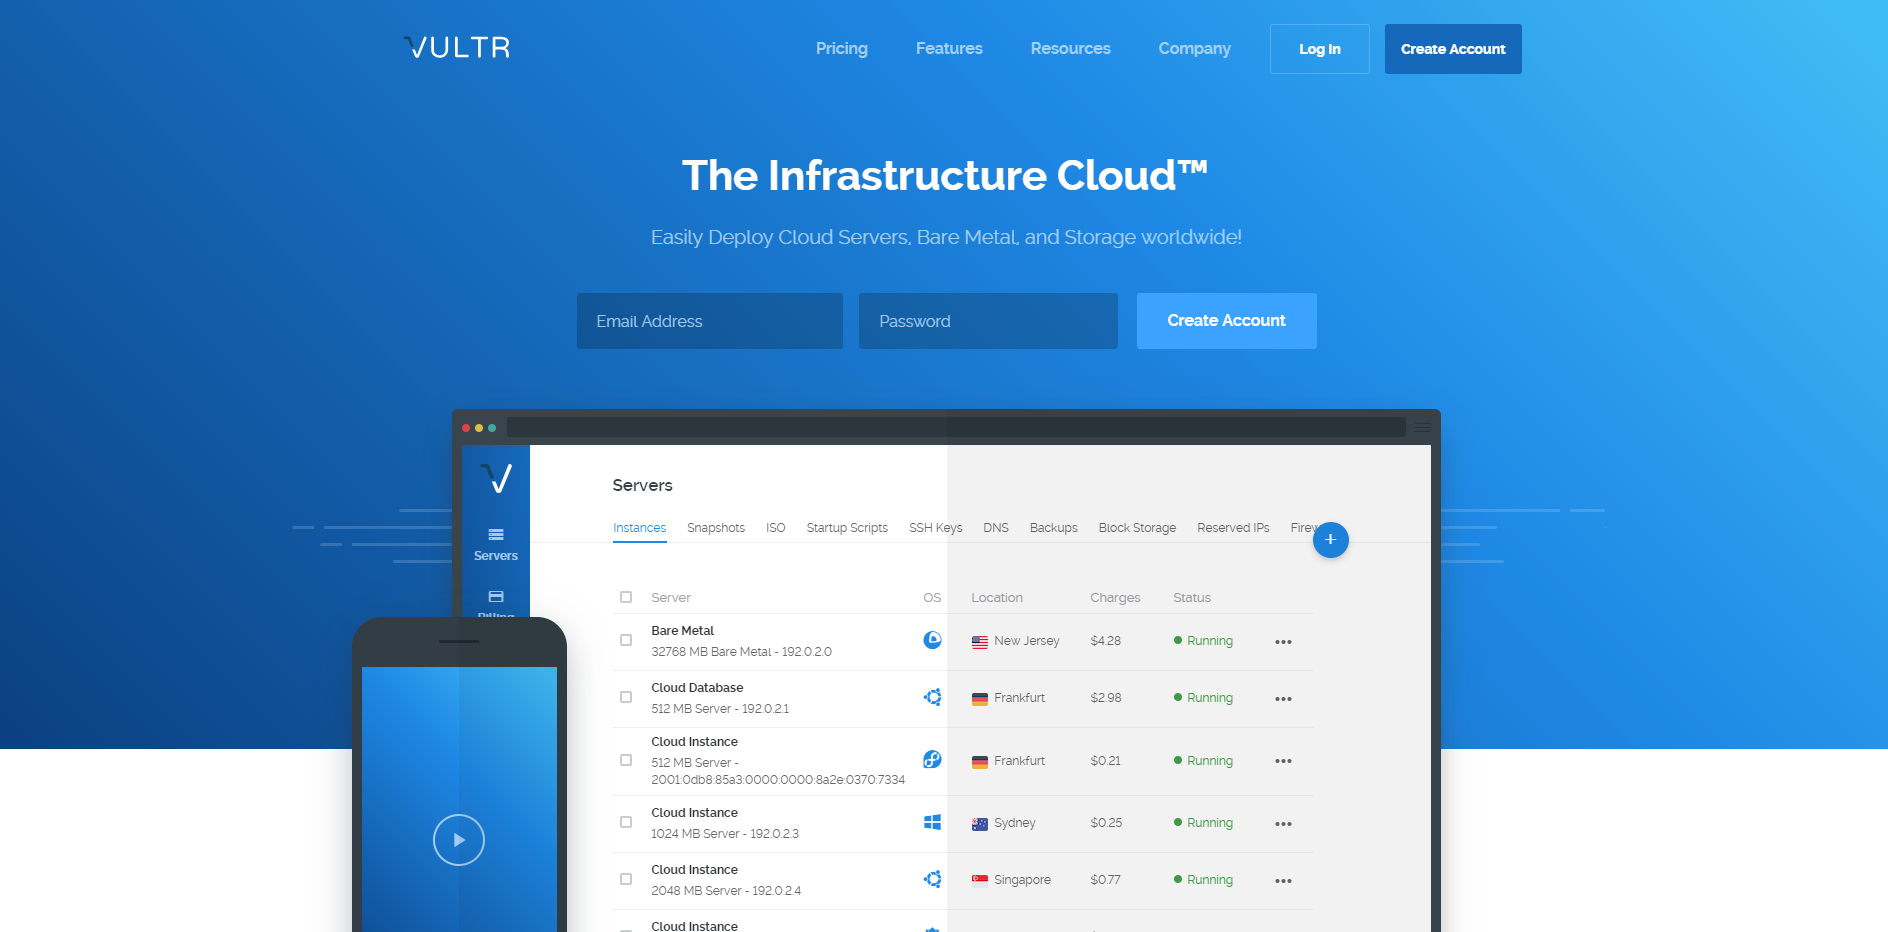 VULTR
Pricing
Features
Resources
Company
Log In
Create Account
The Infrastructure Cloud™
Easily Deploy Cloud Servers, Bare Metal, and Storage worldwide!
Email Address
Password
Create Account
Servers
Servers
Instances
Snapshots
ISO
Startup Scripts
SSH Keys
DNS
Backups
Block Storage
Reserved IPs
+
Server
OS
Location
Charges
Status
Bare Metal
32768 MB Bare Metal - 192.0.2.0
New Jersey
$4.28
Running
Cloud Database
512 MB Server - 192.0.2.1
Frankfurt
$2.98
Running
Cloud Instance
512 MB Server -
2001:0db8:85a3:0000:0000:8a2e:0370:7334
Frankfurt
$0.21
Running
Cloud Instance
1024 MB Server - 192.0.2.3
Sydney
$0.25
Running
Cloud Instance
2048 MB Server - 192.0.2.4
Singapore
$0.77
Running
Cloud Instance